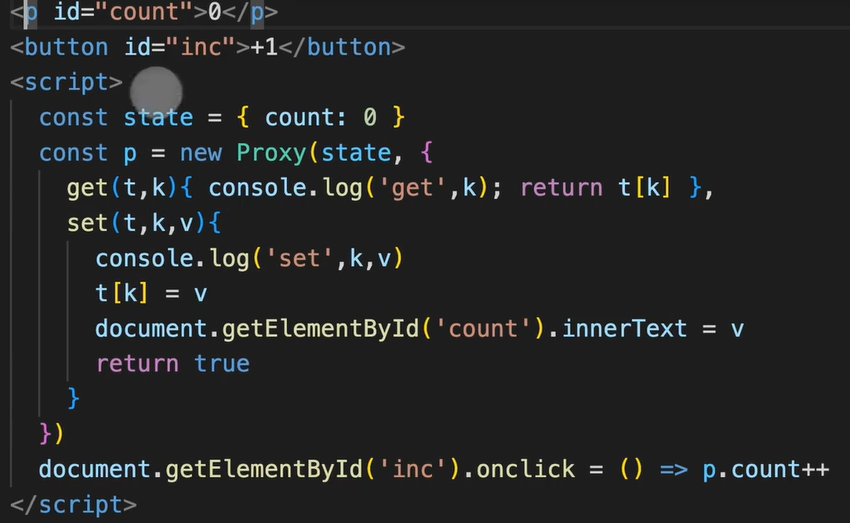 <p id="count">0</p>
<button id="inc">+1</button>
<script>
const state = { count: 0 }
const p = new Proxy(state, {
get(t,k){ console.log('get',k); return t[k] },
set(t,k,v){
console.log('set',k,v)
t[k] = v
document.getElementById('count').innerText = v
return true
}
})
document.getElementById('inc').onclick = () => p.count++
</script>